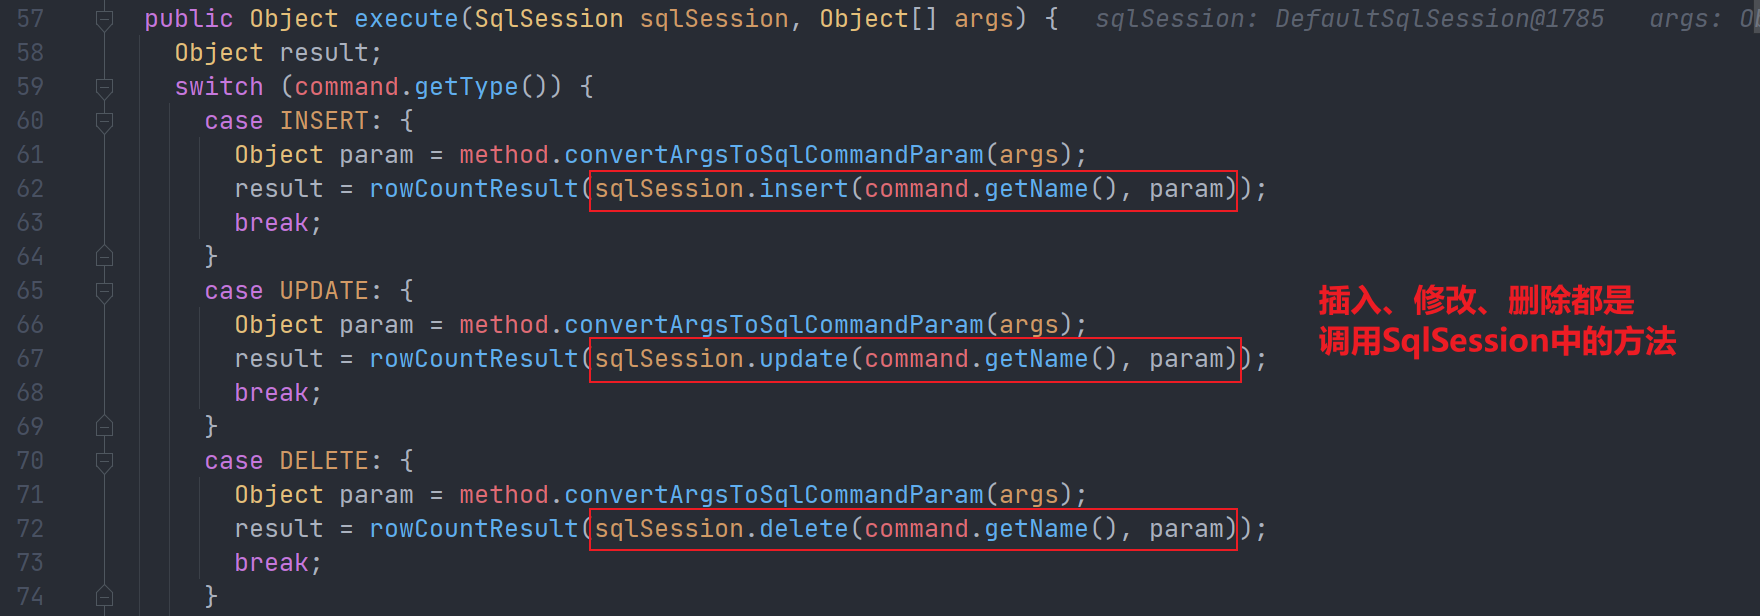 57 public Object execute(SqlSession sqlSession, Object[] args) { sqlSession: DefaultSqlSession@1785 args: O
58 Object result;
59 switch (command.getType()) {
60 case INSERT: {
61 Object param = method.convertArgsToSqlCommandParam(args);
62 result = rowCountResult(sqlSession.insert(command.getName(), param));
63 break;
64 }
65 case UPDATE: {
66 Object param = method.convertArgsToSqlCommandParam(args);
67 result = rowCountResult(sqlSession.update(command.getName(), param));
68 break;
69 }
70 case DELETE: {
71 Object param = method.convertArgsToSqlCommandParam(args);
72 result = rowCountResult(sqlSession.delete(command.getName(), param));
73 break;
74 }
插入、修改、删除都是
调用SqlSession中的方法